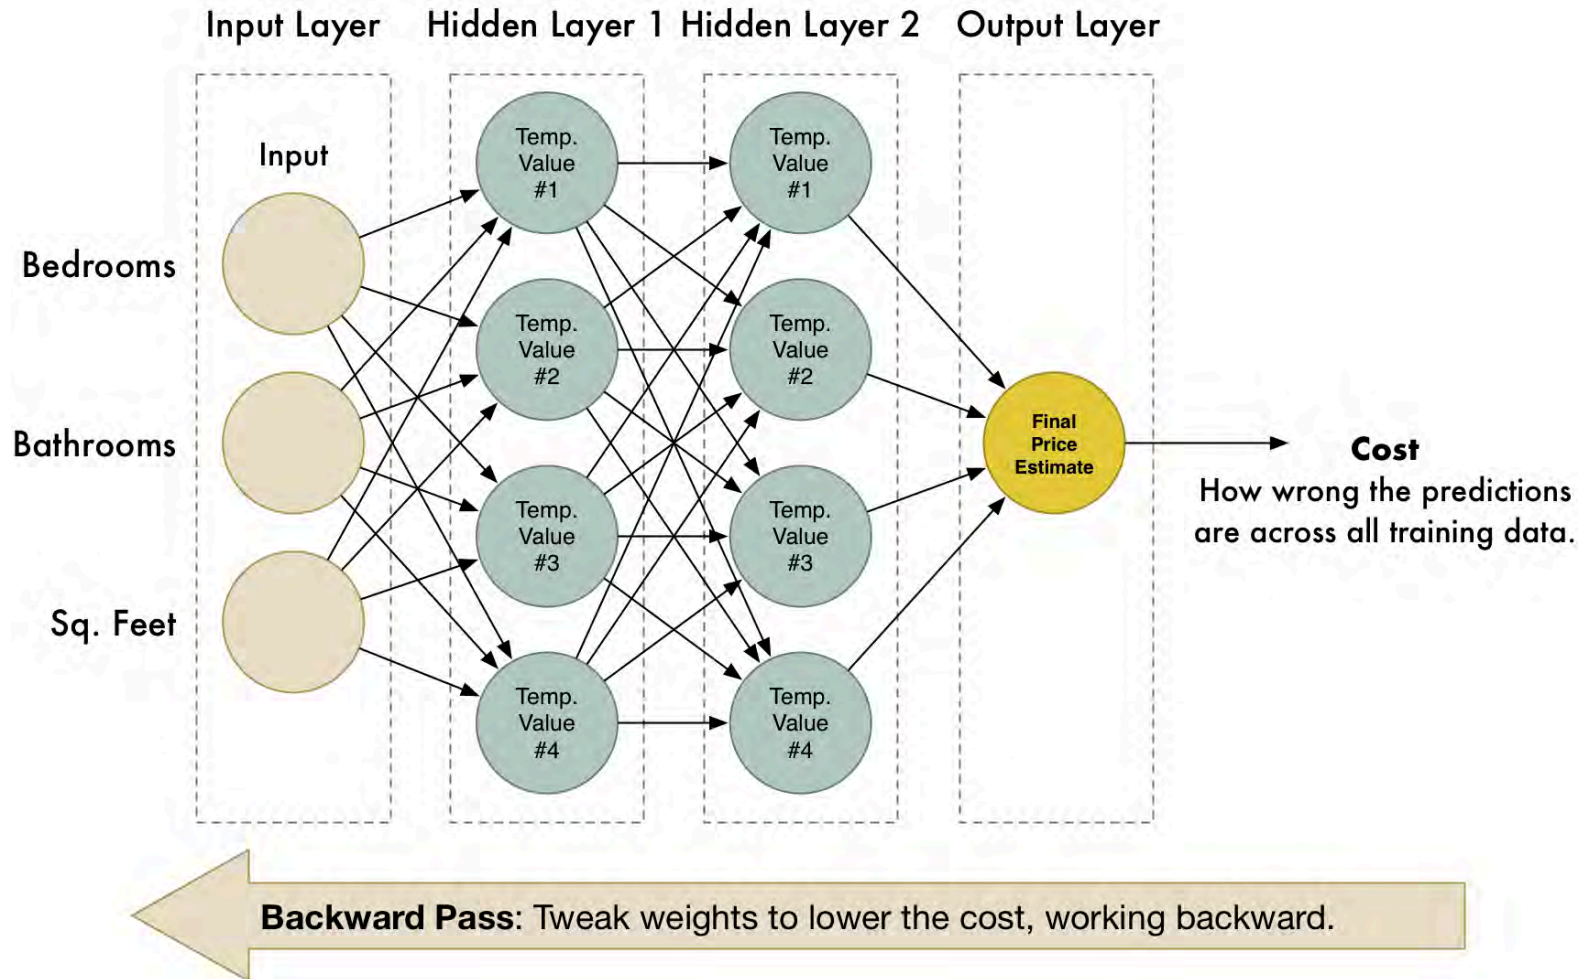 Input Layer
Hidden Layer 1
Hidden Layer 2
Output Layer
Input
Bedrooms
Bathrooms
Sq. Feet
Temp.
Value
#1
Temp.
Value
#2
Temp.
Value
#3
Temp.
Value
#4
Temp.
Value
#1
Temp.
Value
#2
Temp.
Value
#3
Temp.
Value
#4
Final
Price
Estimate
Cost
How wrong the predictions
are across all training data.
Backward Pass: Tweak weights to lower the cost, working backward.